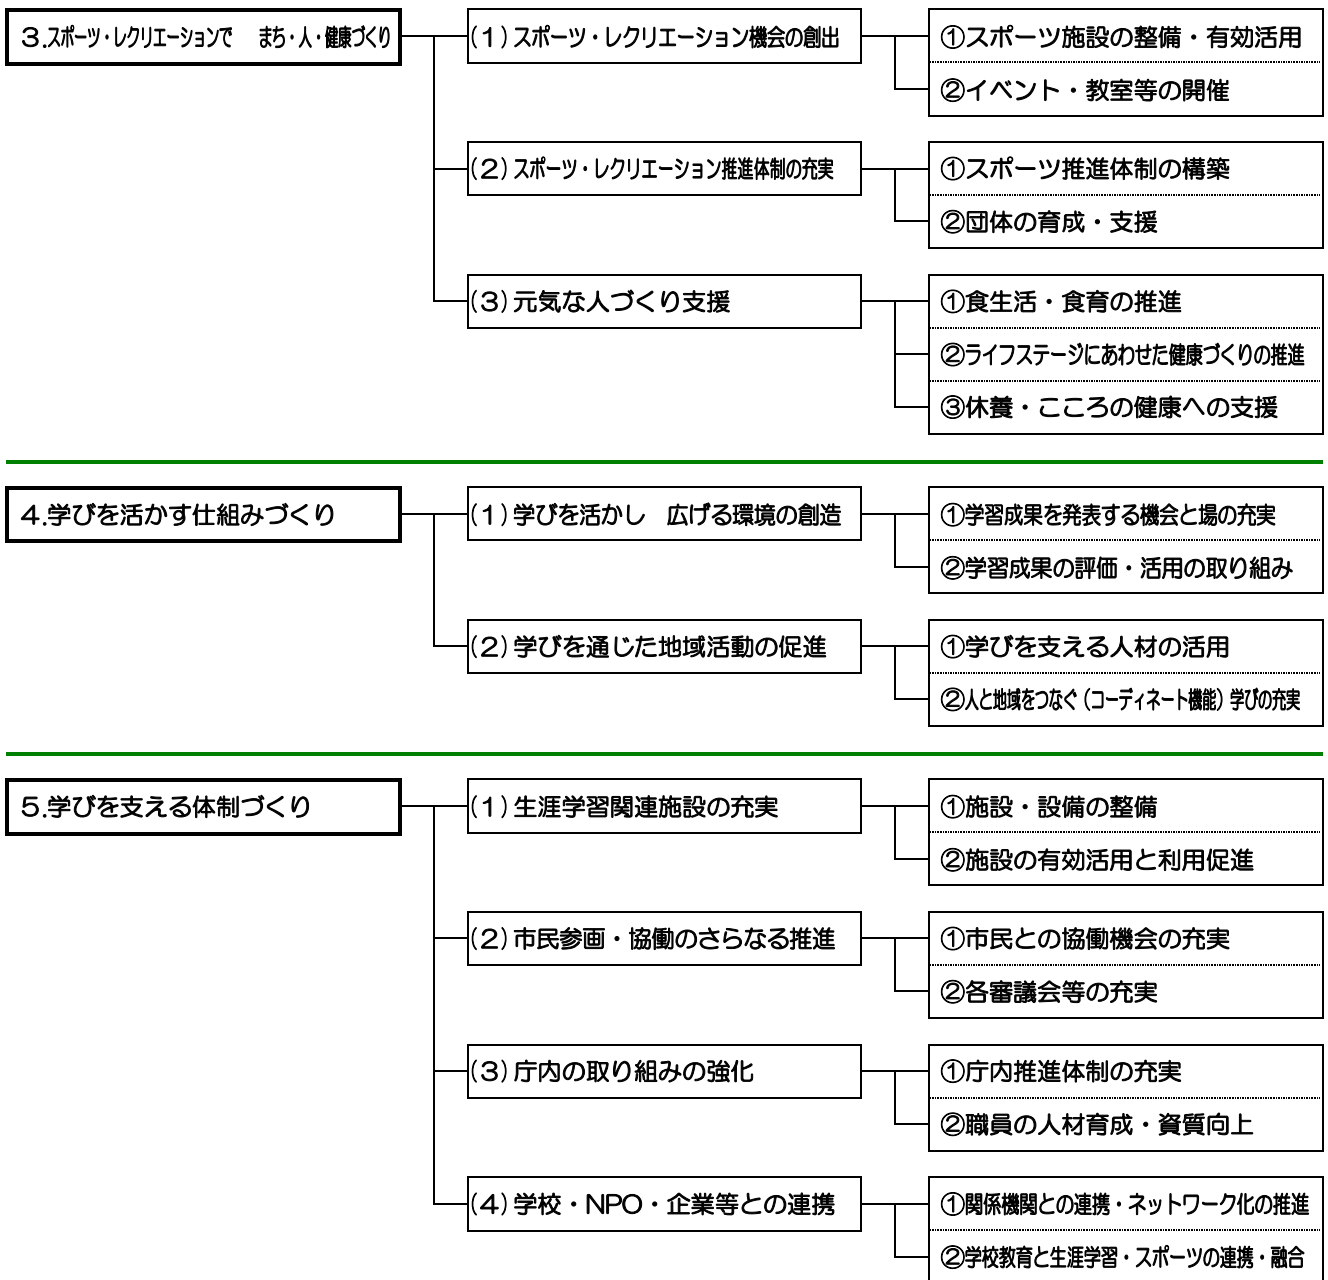 ３.スポーツ・レクリエーションで　まち・人・健康づくり
(１)スポーツ・レクリエーション機会の創出
①スポーツ施設の整備・有効活用
②イベント・教室等の開催
(２)スポーツ・レクリエーション推進体制の充実
①スポーツ推進体制の構築
②団体の育成・支援
(３)元気な人づくり支援
①食生活・食育の推進
②ライフステージにあわせた健康づくりの推進
③休養・こころの健康への支援
４.学びを活かす仕組みづくり
(１)学びを活かし　広げる環境の創造
①学習成果を発表する機会と場の充実
②学習成果の評価・活用の取り組み
(２)学びを通じた地域活動の促進
①学びを支える人材の活用
②人と地域をつなぐ（コーディネート機能）学びの充実
５.学びを支える体制づくり
(１)生涯学習関連施設の充実
①施設・設備の整備
②施設の有効活用と利用促進
(２)市民参画・協働のさらなる推進
①市民との協働機会の充実
②各審議会等の充実
(３)庁内の取り組みの強化
①庁内推進体制の充実
②職員の人材育成・資質向上
(４)学校・NPO・企業等との連携
①関係機関との連携・ネットワーク化の推進
②学校教育と生涯学習・スポーツの連携・融合